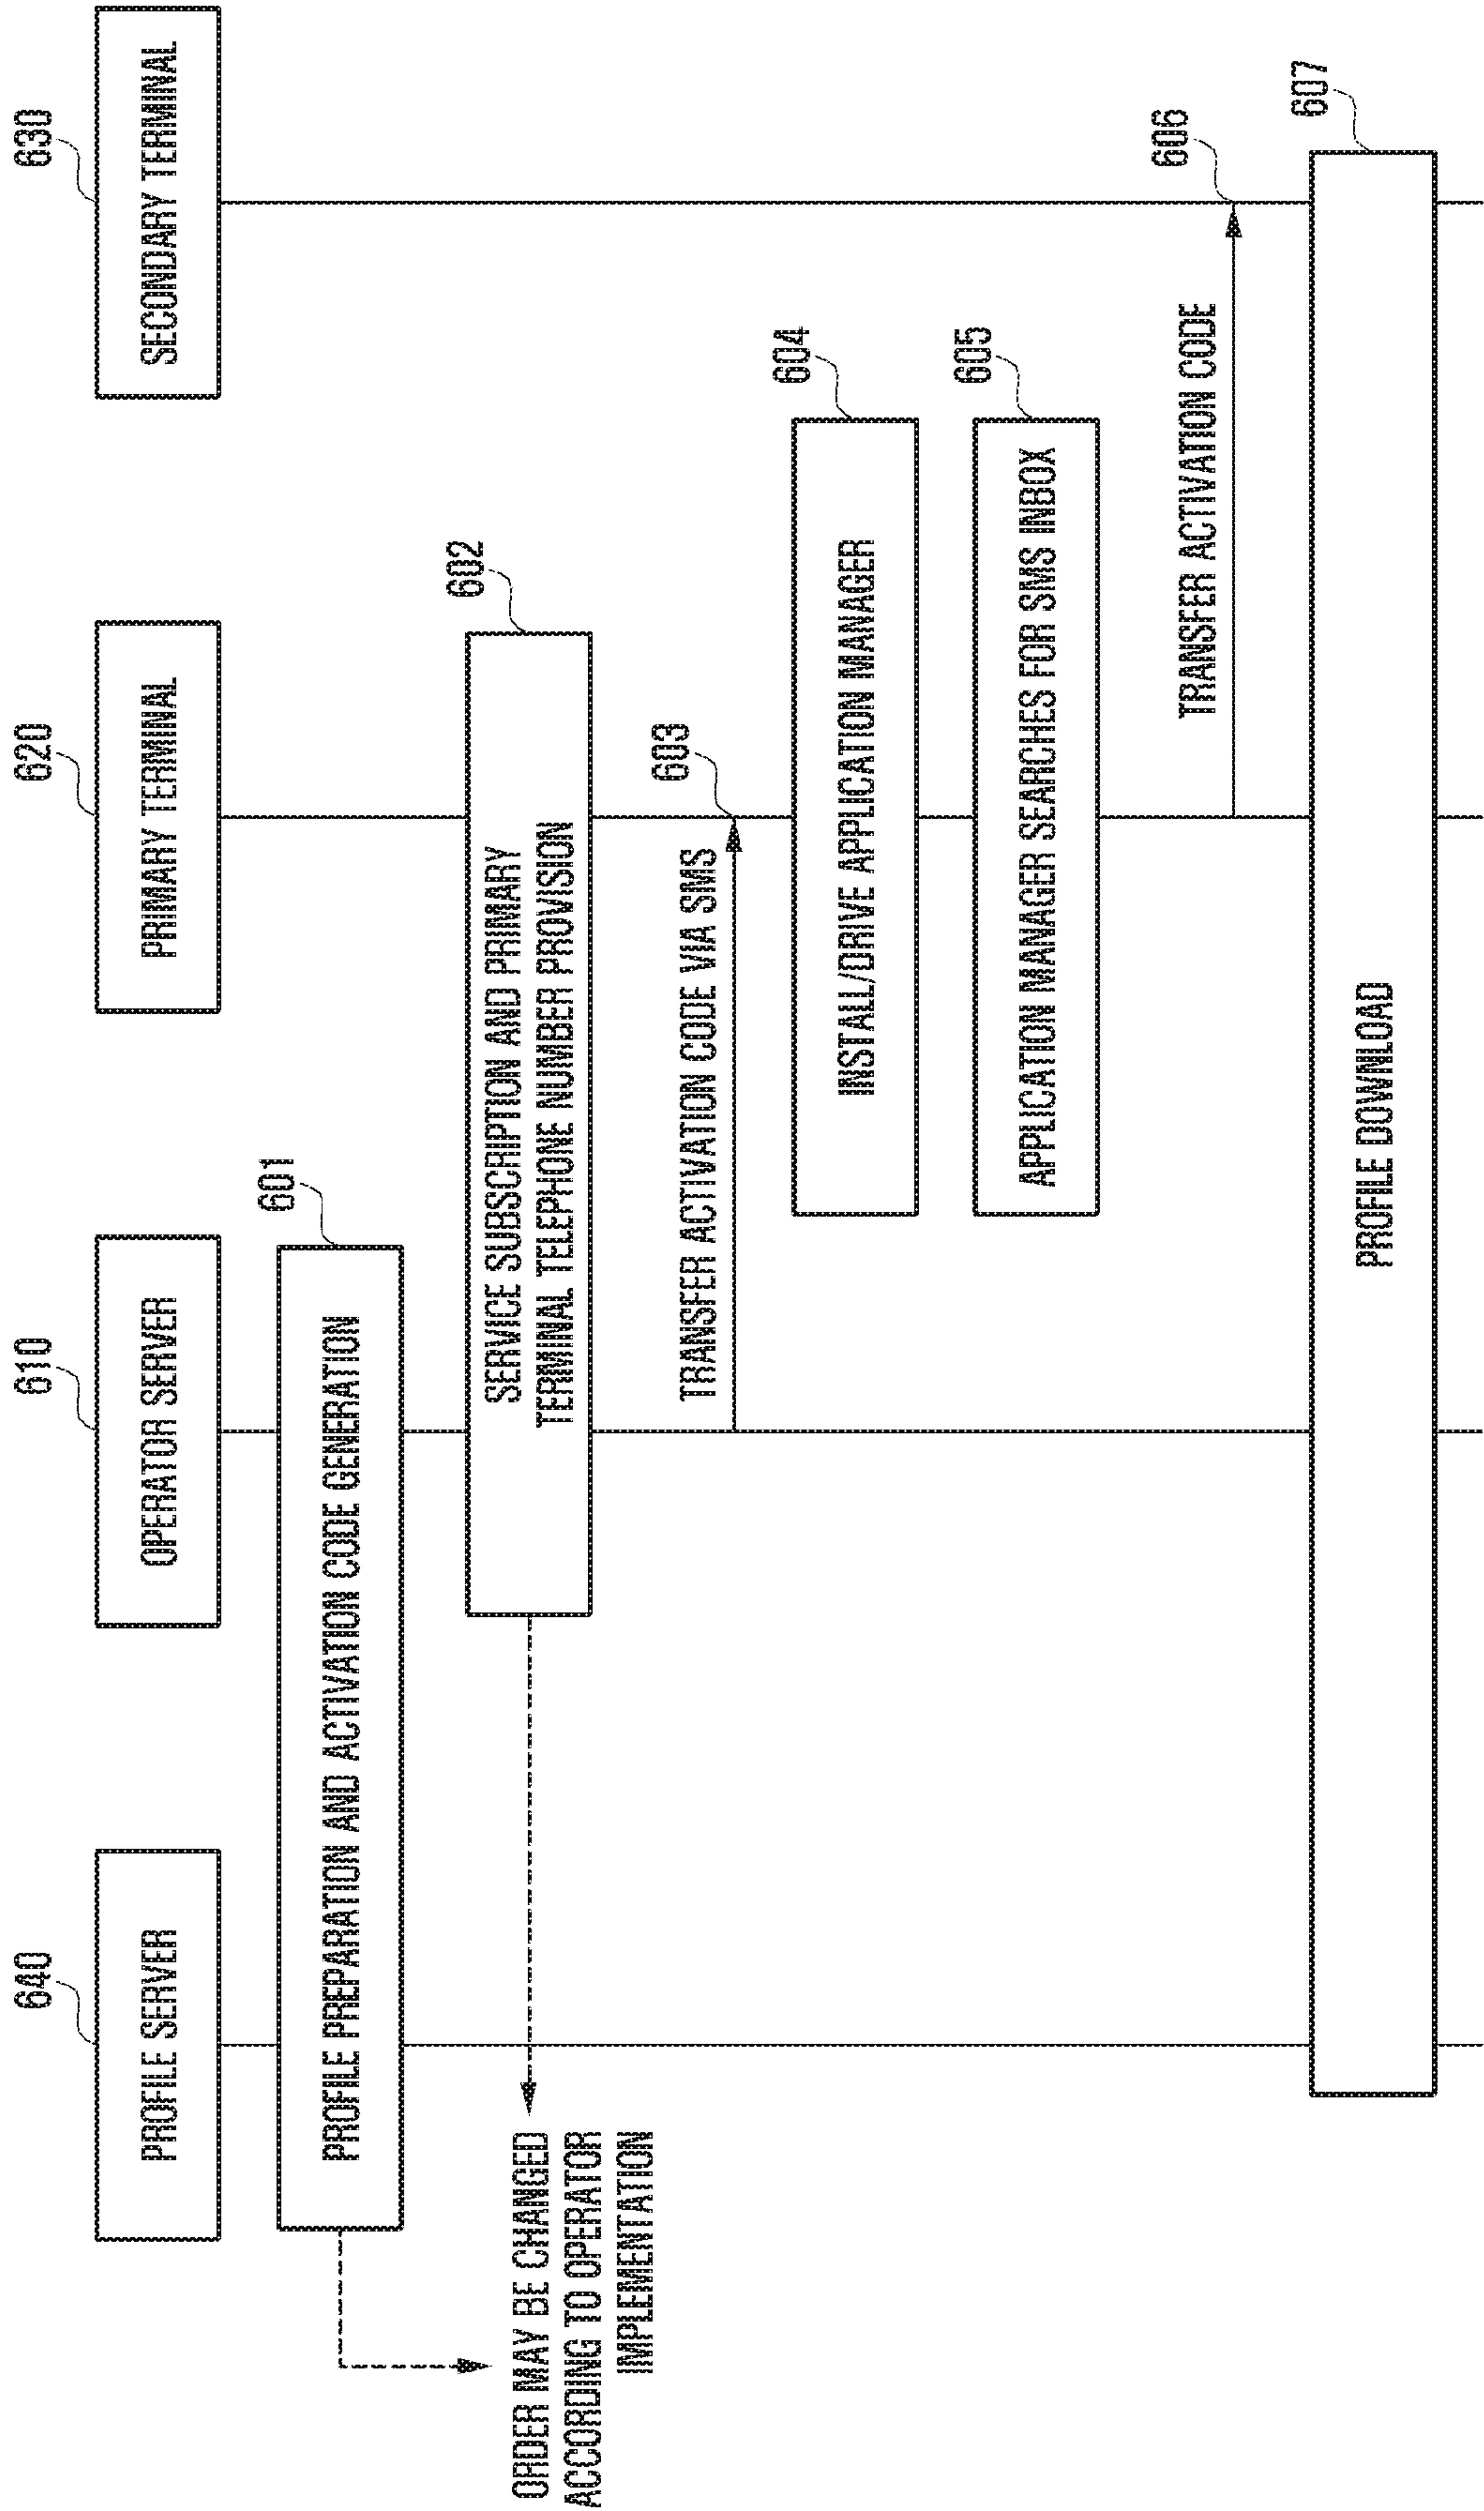 640
610
620
630
PROFILE SERVER
OPERATOR SERVER
PRIMARY TERMINAL
SECONDARY TERMINAL
601
PROFILE PREPARATION AND ACTIVATION CODE GENERATION
602
SERVICE SUBSCRIPTION AND PRIMARY
TERMINAL TELEPHONE NUMBER PROVISION
ORDER MAY BE CHANGED
ACCORDING TO OPERATOR
IMPLEMENTATION
603
TRANSFER ACTIVATION CODE VIA SMS
604
INSTALL/DRIVE APPLICATION MANAGER
605
APPLICATION MANAGER SEARCHES FOR SMS INBOX
606
TRANSFER ACTIVATION CODE
607
PROFILE DOWNLOAD